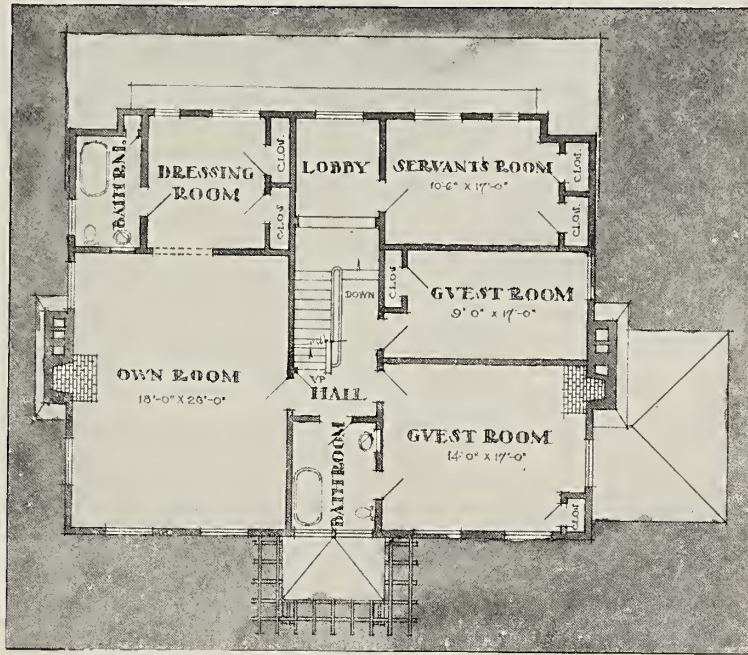 BATH RM.
DRESSING
ROOM
CLOS.
CLOS.
LOBBY
SERVANTS ROOM
10'-6" X 17'-0"
CLOS.
CLOS.
CLOS.
GVEST ROOM
9' 0" X 17'-0"
DOWN
UP
HALL
OWN ROOM
18'-0" X 26'-0"
BATHROOM
GVEST ROOM
14' 0" X 17'-0"
CLOS.